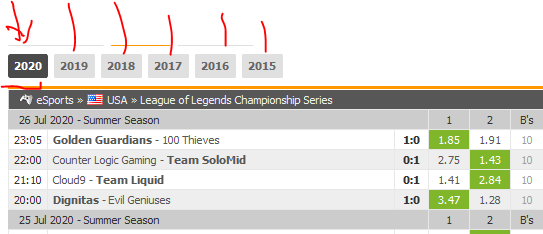 2020 2019 2018 2017 2016 2015
eSports » USA » League of Legends Championship Series
26 Jul 2020 - Summer Season 1 2 B's
23:05 Golden Guardians - 100 Thieves 1:0 1.85 1.91 10
22:00 Counter Logic Gaming - Team SoloMid 0:1 2.75 1.43 10
21:10 Cloud9 - Team Liquid 0:1 1.41 2.84 10
20:00 Dignitas - Evil Geniuses 1:0 3.47 1.28 10
25 Jul 2020 - Summer Season 1 2 B's